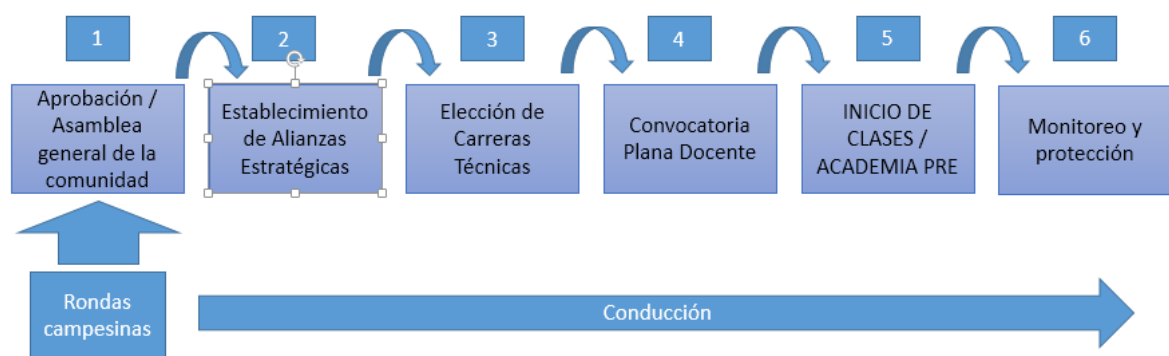 1
2
3
4
5
6
Aprobación /
Asamblea
general de la
comunidad
Establecimiento
de Alianzas
Estratégicas
Elección de
Carreras
Técnicas
Convocatoria
Plana Docente
INICIO DE
CLASES /
ACADEMIA PRE
Monitoreo y
protección
Rondas
campesinas
Conducción